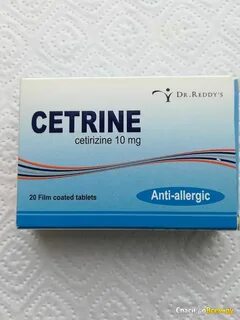 DR.REDDY'S
CETRINE
cetirizine 10 mg
20 Film coated tablets
Anti-allergic